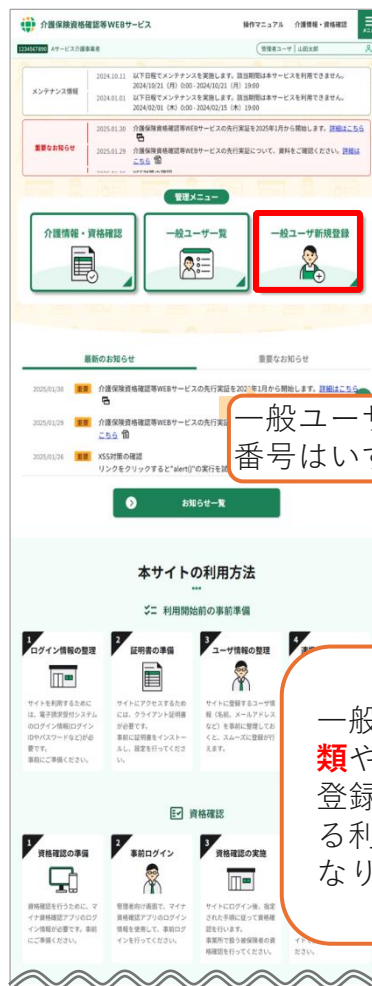 介護保険資格確認等WEBサービス
操作マニュアル 介護情報・資格確認
1234567890 Aサービス介護事業者
管理者ユーザ 山田太郎
メンテナンス情報
2024.10.11 以下日程でメンテナンスを実施します。該当期間は本サービスを利用できません。
2024/10/21（月）0:00 - 2024/10/21（月）19:00
2024.01.01 以下日程でメンテナンスを実施します。該当期間は本サービスを利用できません。
2024/02/01（木）0:00 - 2024/02/15（木）19:00
重要なお知らせ
2025.01.30 介護保険資格確認等WEBサービスの先行実証を2025年1月から開始します。詳細はこちら
2025.01.29 介護保険資格確認等WEBサービスの先行実証について、資料をご確認ください。詳細は
こちら
管理メニュー
介護情報・資格確認
一般ユーザ一覧
一般ユーザ新規登録
最新のお知らせ
重要なお知らせ
2025/01/30 重要 介護保険資格確認等WEBサービスの先行実証を2025年1月から開始します。詳細はこちら
2025/01/29 重要 介護保険資格確認等WEBサービスの先行実
こちら
2025/01/26 重要 XSS対策の確認
リンクをクリックすると"alert()"の実行を
一般ユー
番号はい
お知らせ一覧
本サイトの利用方法
利用開始前の事前準備
1
ログイン情報の整理
サイトを利用するために
は、電子請求受付システム
のログイン情報(ログイン
IDやパスワードなど)が必
要です。
事前にご準備ください。
2
証明書の準備
サイトにアクセスするため
には、クライアント証明書
が必要です。
事前に証明書をインストー
ルし、設定を行ってくださ
い。
3
ユーザ情報の整理
サイトに登録するユーザ情
報（名前、メールアドレス
など）を事前に整理してお
くと、スムーズに登録が行
えます。
4
一般
類や
登録
る利
なり
資格確認
1
資格確認の準備
資格確認を行うために、マ
イナ資格確認アプリのログ
イン情報が必要です。事前
にご準備ください。
2
事前ログイン
管理者向け画面で、マイナ
資格確認アプリのログイン
情報を使用して、事前ログ
インを行ってください。
3
資格確認の実施
サイトにログイン後、指定
された手順に従って資格確
認を行います。
事業所で扱う被保険者の資
格確認を行ってください。
ださい。